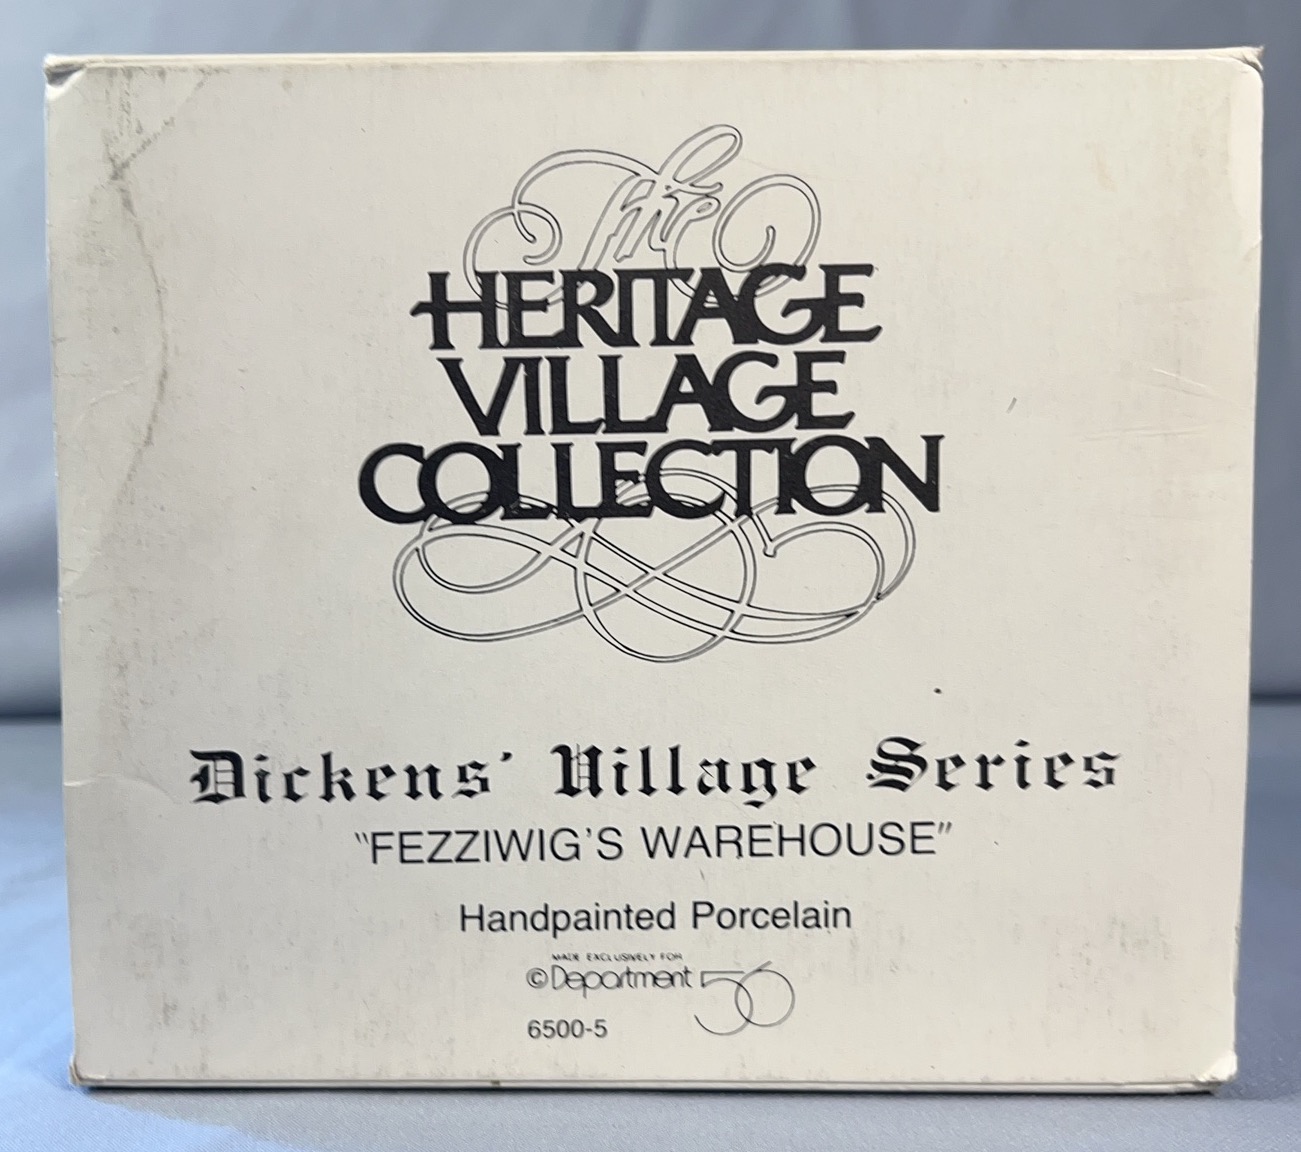 The
HERITAGE
VILLAGE
COLLECTION
Dickens' Village Series
"FEZZIWIG'S WAREHOUSE"
Handpainted Porcelain
MADE EXCLUSIVELY FOR
©Department 56
6500-5